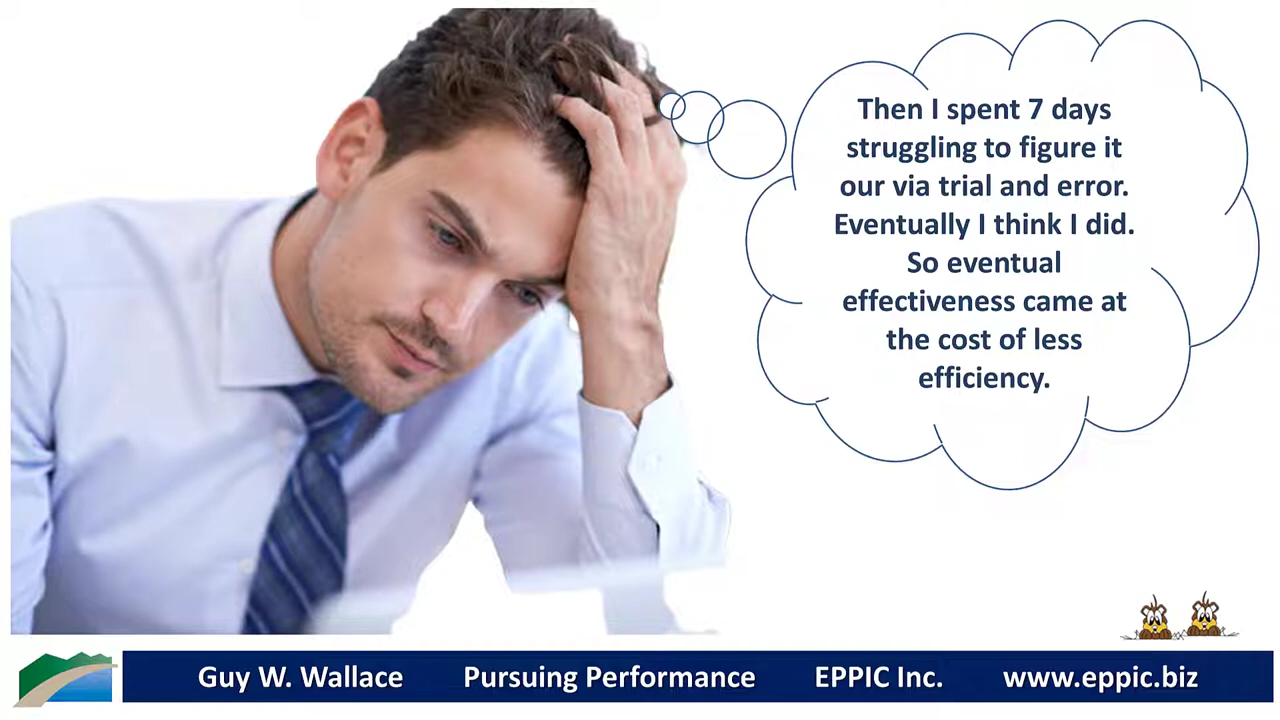 Then I spent 7 days
struggling to figure it
our via trial and error.
Eventually I think I did.
So eventual
effectiveness came at
the cost of less
efficiency.
Guy W. Wallace Pursuing Performance EPPIC Inc. www.eppic.biz